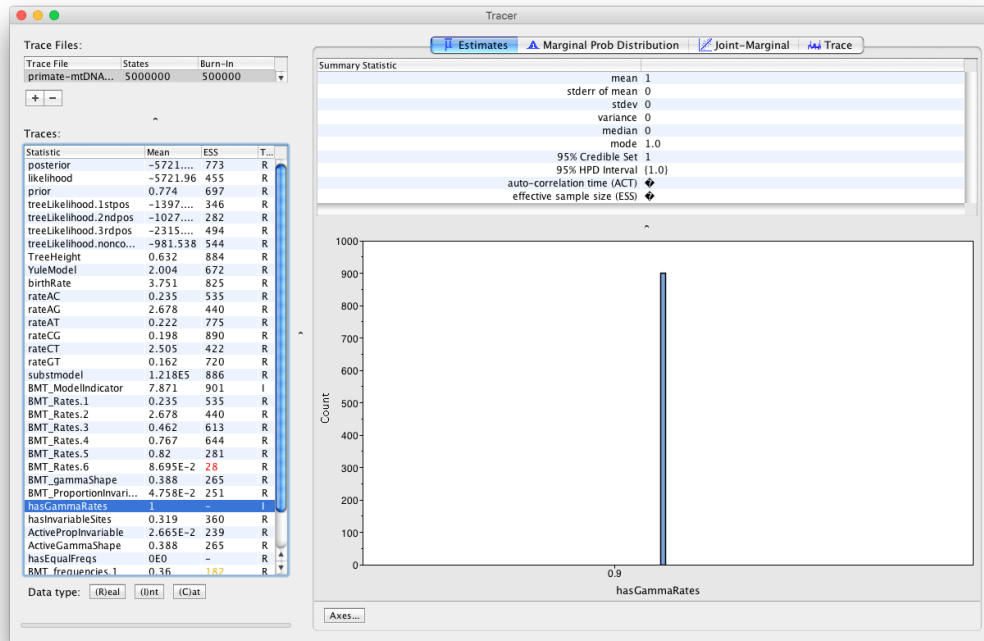 Tracer
Trace Files:
Trace File States Burn-In
primate-mtDNA... 5000000 500000
+ −
Traces:
Statistic Mean ESS T...
posterior -5721.... 773 R
likelihood -5721.96 455 R
prior 0.774 697 R
treeLikelihood.1stpos -1397.... 346 R
treeLikelihood.2ndpos -1027.... 282 R
treeLikelihood.3rdpos -2315.... 494 R
treeLikelihood.nonco... -981.538 544 R
TreeHeight 0.632 884 R
YuleModel 2.004 672 R
birthRate 3.751 825 R
rateAC 0.235 535 R
rateAG 2.678 440 R
rateAT 0.222 775 R
rateCG 0.198 890 R
rateCT 2.505 422 R
rateGT 0.162 720 R
substmodel 1.218E5 886 R
BMT_ModelIndicator 7.871 901 I
BMT_Rates.1 0.235 535 R
BMT_Rates.2 2.678 440 R
BMT_Rates.3 0.462 613 R
BMT_Rates.4 0.767 644 R
BMT_Rates.5 0.82 281 R
BMT_Rates.6 8.695E-2 28 R
BMT_gammaShape 0.388 265 R
BMT_ProportionInvari... 4.758E-2 251 R
hasGammaRates 1 - I
hasInvariableSites 0.319 360 R
ActivePropInvariable 2.665E-2 239 R
ActiveGammaShape 0.388 265 R
hasEqualFreqs 0E0 - R
BMT_frequencies.1 0.36 182 R
Data type: (R)eal (I)nt (C)at
Estimates Marginal Prob Distribution Joint-Marginal Trace
Summary Statistic
mean 1
stderr of mean 0
stdev 0
variance 0
median 0
mode 1.0
95% Credible Set 1
95% HPD Interval {1.0}
auto-correlation time (ACT) �
effective sample size (ESS) �
1000
900
800
700
600
500
400
300
200
100
0
Count
0.9
hasGammaRates
Axes...